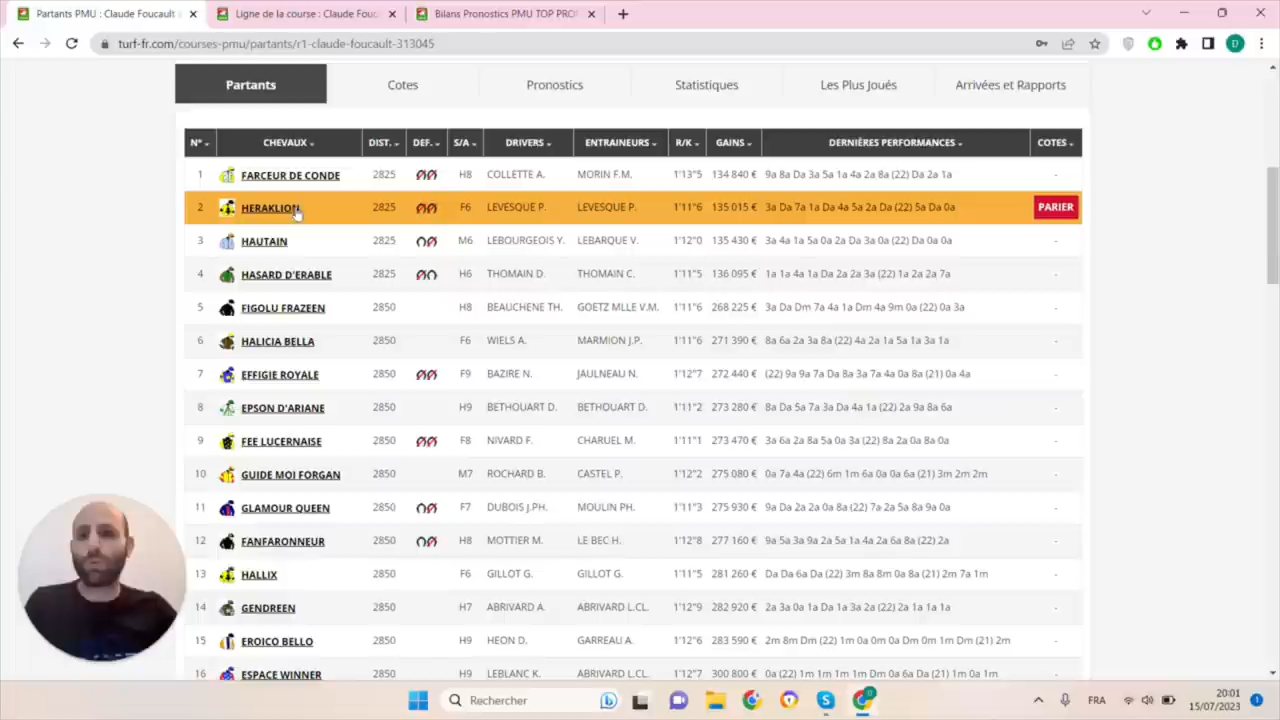 Partants PMU : Claude Foucault
Ligne de la course : Claude Fouc
Bilans Pronostics PMU TOP PRO
turf-fr.com/courses-pmu/partants/r1-claude-foucault-313045
D
Partants Cotes Pronostics Statistiques Les Plus Joués Arrivées et Rapports
N° CHEVAUX DIST. DEF. S/A DRIVERS ENTRAINEURS R/K GAINS DERNIÈRES PERFORMANCES COTES
1 FARCEUR DE CONDE 2825 H8 COLLETTE A. MORIN F.M. 1'13"5 134 840 € 9a 8a Da 3a 5a 1a 4a 2a 8a (22) Da 2a 1a -
2 HERAKLION 2825 F6 LEVESQUE P. LEVESQUE P. 1'11"6 135 015 € 3a Da 7a 1a Da 4a 5a 2a Da (22) 5a Da 0a PARIER
3 HAUTAIN 2825 M6 LEBOURGEOIS Y. LEBARQUE V. 1'12"0 135 430 € 3a 4a 1a 5a 0a 2a Da 3a 0a (22) Da 0a 0a -
4 HASARD D'ERABLE 2825 H6 THOMAIN D. THOMAIN C. 1'11"5 136 095 € 1a 1a 4a 1a Da 2a 2a 3a (22) 1a 2a 2a 7a -
5 FIGOLU FRAZEEN 2850 H8 BEAUCHENE TH. GOETZ MLLE V.M. 1'11"6 268 225 € 3a Da Dm 7a 4a 1a Dm 4a 9m 0a (22) 0a 3a -
6 HALICIA BELLA 2850 F6 WIELS A. MARMION J.P. 1'11"6 271 390 € 8a 6a 2a 3a 8a (22) 4a 2a 1a 5a 1a 3a 1a -
7 EFFIGIE ROYALE 2850 F9 BAZIRE N. JAULNEAU N. 1'12"7 272 440 € (22) 9a 9a 7a Da 8a 3a 7a 4a 0a 8a (21) 0a 4a -
8 EPSON D'ARIANE 2850 H9 BETHOUART D. BETHOUART D. 1'11"2 273 280 € 8a Da 5a 7a 3a Da 4a 1a (22) 2a 9a 8a 6a -
9 FEE LUCERNAISE 2850 F8 NIVARD F. CHARUEL M. 1'11"1 273 470 € 3a 6a 2a 8a 5a 0a 3a (22) 8a 2a 0a 8a 0a -
10 GUIDE MOI FORGAN 2850 M7 ROCHARD B. CASTEL P. 1'12"2 275 080 € 0a 7a 4a (22) 6m 1m 6a 0a 0a 6a (21) 3m 2m 2m -
11 GLAMOUR QUEEN 2850 F7 DUBOIS J.PH. MOULIN PH. 1'11"3 275 930 € 9a Da 2a 2a 0a 8a (22) 7a 2a 5a 8a 9a 0a -
12 FANFARONNEUR 2850 H8 MOTTIER M. LE BEC H. 1'12"8 277 160 € 9a 5a 3a 9a 2a 5a 1a 4a 2a 6a 8a (22) 2a -
13 HALLIX 2850 F6 GILLOT G. GILLOT G. 1'11"5 281 260 € Da Da 6a Da (22) 3m 8a 8m 0a 8a (21) 2m 7a 1m -
14 GENDREEN 2850 H7 ABRIVARD A. ABRIVARD L.CL. 1'12"9 282 920 € 2a 3a 0a 1a Da 1a 3a 2a (22) 2a 1a 1a 1a -
15 EROICO BELLO 2850 H9 HEON D. GARREAU A. 1'12"6 283 590 € 2m 8m Dm (22) 1m 0a 0m 0a Dm 0m 1m Dm (21) 2m -
16 ESPACE WINNER 2850 H9 LEBLANC K. ABRIVARD L.CL. 1'12"7 300 800 € 0a (22) 1m 1m 1m Dm 0a 6a Da (21) 1a 0m 1a -
Rechercher
FRA
20:01
15/07/2023
1